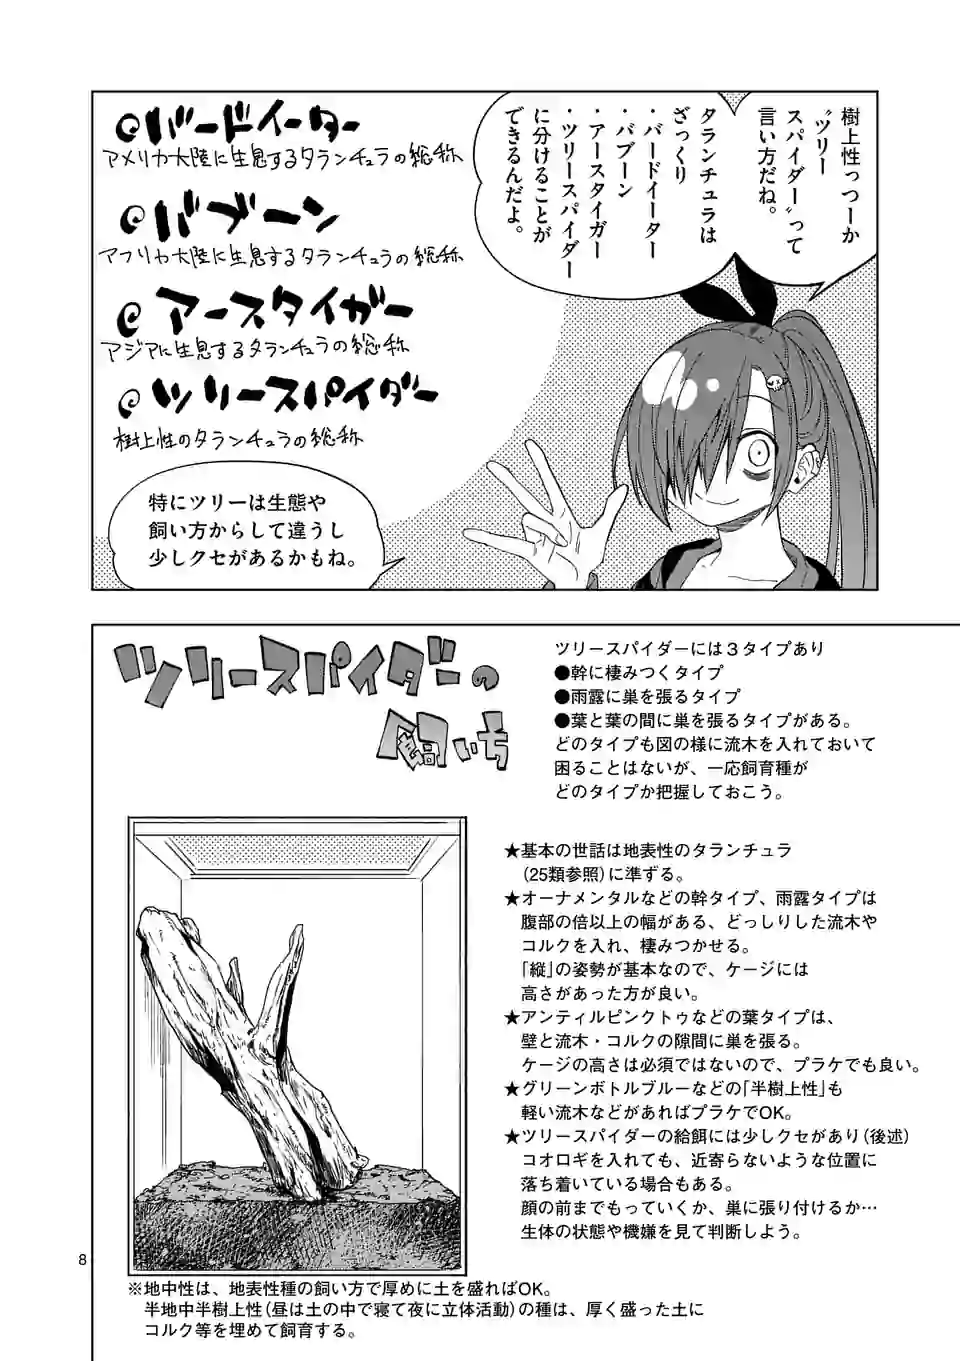 樹上性っつーか
〝ツリー
スパイダー〟って
言い方だね。
タランチュラは
ざっくり
・バードイーター
・バブーン
・アースタイガー
・ツリースパイダー
に分けることが
できるんだよ。
バードイーター
アメリカ大陸に生息するタランチュラの総称
バブーン
アフリカ大陸に生息するタランチュラの総称
アースタイガー
アジアに生息するタランチュラの総称
ツリースパイダー
樹上性のタランチュラの総称
特にツリーは生態や
飼い方からして違うし
少しクセがあるかもね。
ツリースパイダーの
飼いち
ツリースパイダーには３タイプあり
●幹に棲みつくタイプ
●雨露に巣を張るタイプ
●葉と葉の間に巣を張るタイプがある。
どのタイプも図の様に流木を入れておいて
困ることはないが、一応飼育種が
どのタイプか把握しておこう。
★基本の世話は地表性のタランチュラ
（25類参照）に準ずる。
★オーナメンタルなどの幹タイプ、雨露タイプは
腹部の倍以上の幅がある、どっしりした流木や
コルクを入れ、棲みつかせる。
「縦」の姿勢が基本なので、ケージには
高さがあった方が良い。
★アンティルピンクトゥなどの葉タイプは、
壁と流木・コルクの隙間に巣を張る。
ケージの高さは必須ではないので、プラケでも良い。
★グリーンボトルブルーなどの「半樹上性」も
軽い流木などがあればプラケでOK。
★ツリースパイダーの給餌には少しクセがあり（後述）
コオロギを入れても、近寄らないような位置に
落ち着いている場合もある。
顔の前までもっていくか、巣に張り付けるか…
生体の状態や機嫌を見て判断しよう。
※地中性は、地表性種の飼い方で厚めに土を盛ればOK。
半地中半樹上性（昼は土の中で寝て夜に立体活動）の種は、厚く盛った土に
コルク等を埋めて飼育する。
8